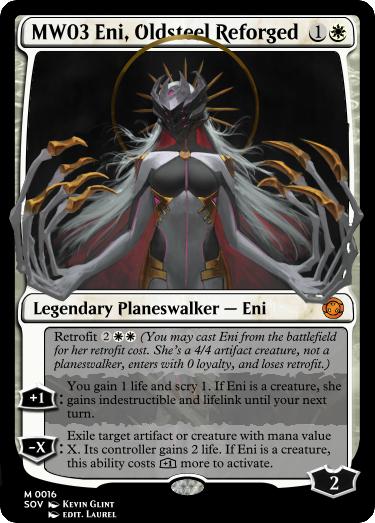 MW03 Eni, Oldsteel Reforged 1
Legendary Planeswalker — Eni
Retrofit 2 (You may cast Eni from the battlefield
for her retrofit cost. She's a 4/4 artifact creature, not a
planeswalker, enters with 0 loyalty, and loses retrofit.)
+1: You gain 1 life and scry 1. If Eni is a creature, she
gains indestructible and lifelink until your next
turn.
-X: Exile target artifact or creature with mana value
X. Its controller gains 2 life. If Eni is a creature,
this ability costs +1 more to activate.
2
M 0016
SOV Kevin Glint
edit. Laurel